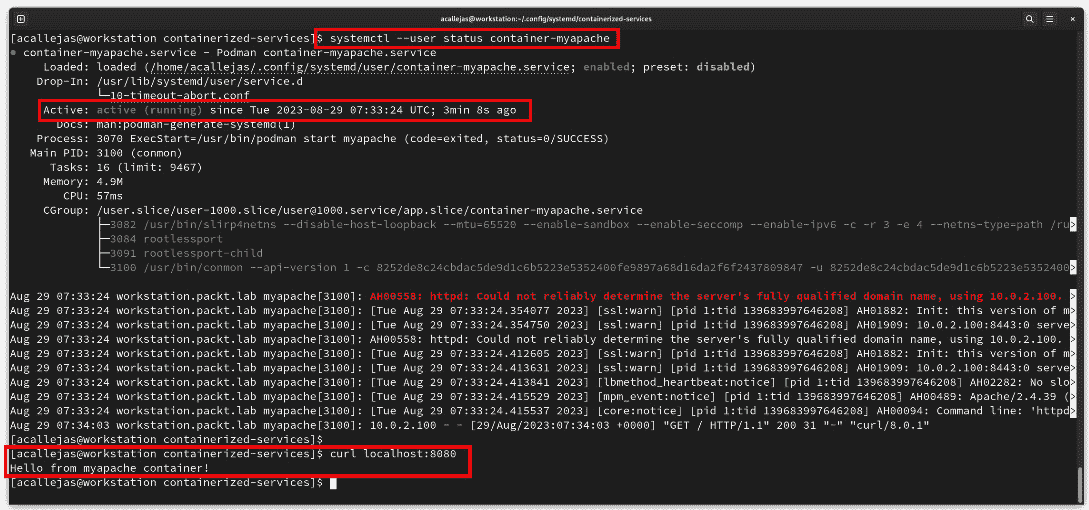 acallejas@workstation:~/.config/systemd/containerized-services
[acallejas@workstation containerized-services]$ systemctl --user status container-myapache
● container-myapache.service - Podman container-myapache.service
Loaded: loaded (/home/acallejas/.config/systemd/user/container-myapache.service; enabled; preset: disabled)
Drop-In: /usr/lib/systemd/user/service.d
└─10-timeout-abort.conf
Active: active (running) since Tue 2023-08-29 07:33:24 UTC; 3min 8s ago
Docs: man:podman-generate-systemd(1)
Process: 3070 ExecStart=/usr/bin/podman start myapache (code=exited, status=0/SUCCESS)
Main PID: 3100 (conmon)
Tasks: 16 (limit: 9467)
Memory: 4.9M
CPU: 57ms
CGroup: /user.slice/user-1000.slice/user@1000.service/app.slice/container-myapache.service
├─3082 /usr/bin/slirp4netns --disable-host-loopback --mtu=65520 --enable-sandbox --enable-seccomp --enable-ipv6 -c -r 3 -e 4 --netns-type=path /ru>
├─3084 rootlessport
├─3091 rootlessport-child
└─3100 /usr/bin/conmon --api-version 1 -c 8252de8c24cbdac5de9d1c6b5223e5352400fe9897a68d16da2f6f2437809847 -u 8252de8c24cbdac5de9d1c6b5223e5352400>
Aug 29 07:33:24 workstation.packt.lab myapache[3100]: AH00558: httpd: Could not reliably determine the server's fully qualified domain name, using 10.0.2.100. >
Aug 29 07:33:24 workstation.packt.lab myapache[3100]: [Tue Aug 29 07:33:24.354077 2023] [ssl:warn] [pid 1:tid 139683997646208] AH01882: Init: this version of m>
Aug 29 07:33:24 workstation.packt.lab myapache[3100]: [Tue Aug 29 07:33:24.354750 2023] [ssl:warn] [pid 1:tid 139683997646208] AH01909: 10.0.2.100:8443:0 serve>
Aug 29 07:33:24 workstation.packt.lab myapache[3100]: AH00558: httpd: Could not reliably determine the server's fully qualified domain name, using 10.0.2.100. >
Aug 29 07:33:24 workstation.packt.lab myapache[3100]: [Tue Aug 29 07:33:24.412605 2023] [ssl:warn] [pid 1:tid 139683997646208] AH01882: Init: this version of m>
Aug 29 07:33:24 workstation.packt.lab myapache[3100]: [Tue Aug 29 07:33:24.413631 2023] [ssl:warn] [pid 1:tid 139683997646208] AH01909: 10.0.2.100:8443:0 serve>
Aug 29 07:33:24 workstation.packt.lab myapache[3100]: [Tue Aug 29 07:33:24.413841 2023] [lbmethod_heartbeat:notice] [pid 1:tid 139683997646208] AH02282: No slo>
Aug 29 07:33:24 workstation.packt.lab myapache[3100]: [Tue Aug 29 07:33:24.415529 2023] [mpm_event:notice] [pid 1:tid 139683997646208] AH00489: Apache/2.4.39 (>
Aug 29 07:33:24 workstation.packt.lab myapache[3100]: [Tue Aug 29 07:33:24.415537 2023] [core:notice] [pid 1:tid 139683997646208] AH00094: Command line: 'httpd>
Aug 29 07:34:03 workstation.packt.lab myapache[3100]: 10.0.2.100 - - [29/Aug/2023:07:34:03 +0000] "GET / HTTP/1.1" 200 31 "-" "curl/8.0.1"
[acallejas@workstation containerized-services]$
[acallejas@workstation containerized-services]$ curl localhost:8080
Hello from myapache container!
[acallejas@workstation containerized-services]$